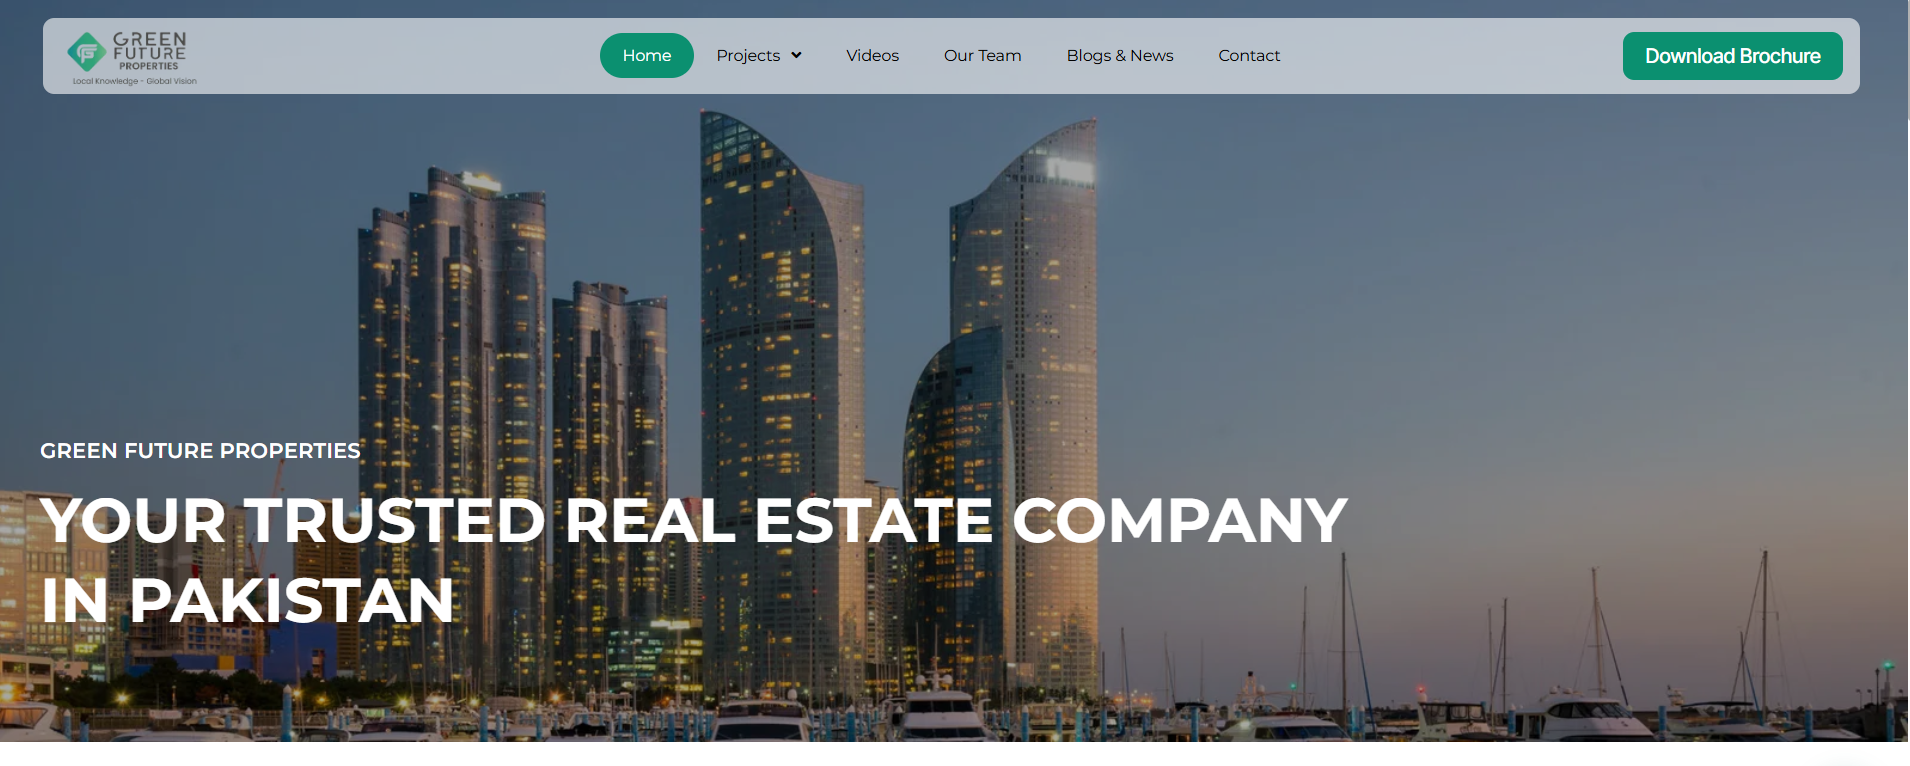 GREEN
FUTURE
PROPERTIES
Local Knowledge - Global Vision
Home
Projects
Videos
Our Team
Blogs & News
Contact
Download Brochure
GREEN FUTURE PROPERTIES
YOUR TRUSTED REAL ESTATE COMPANY
IN PAKISTAN